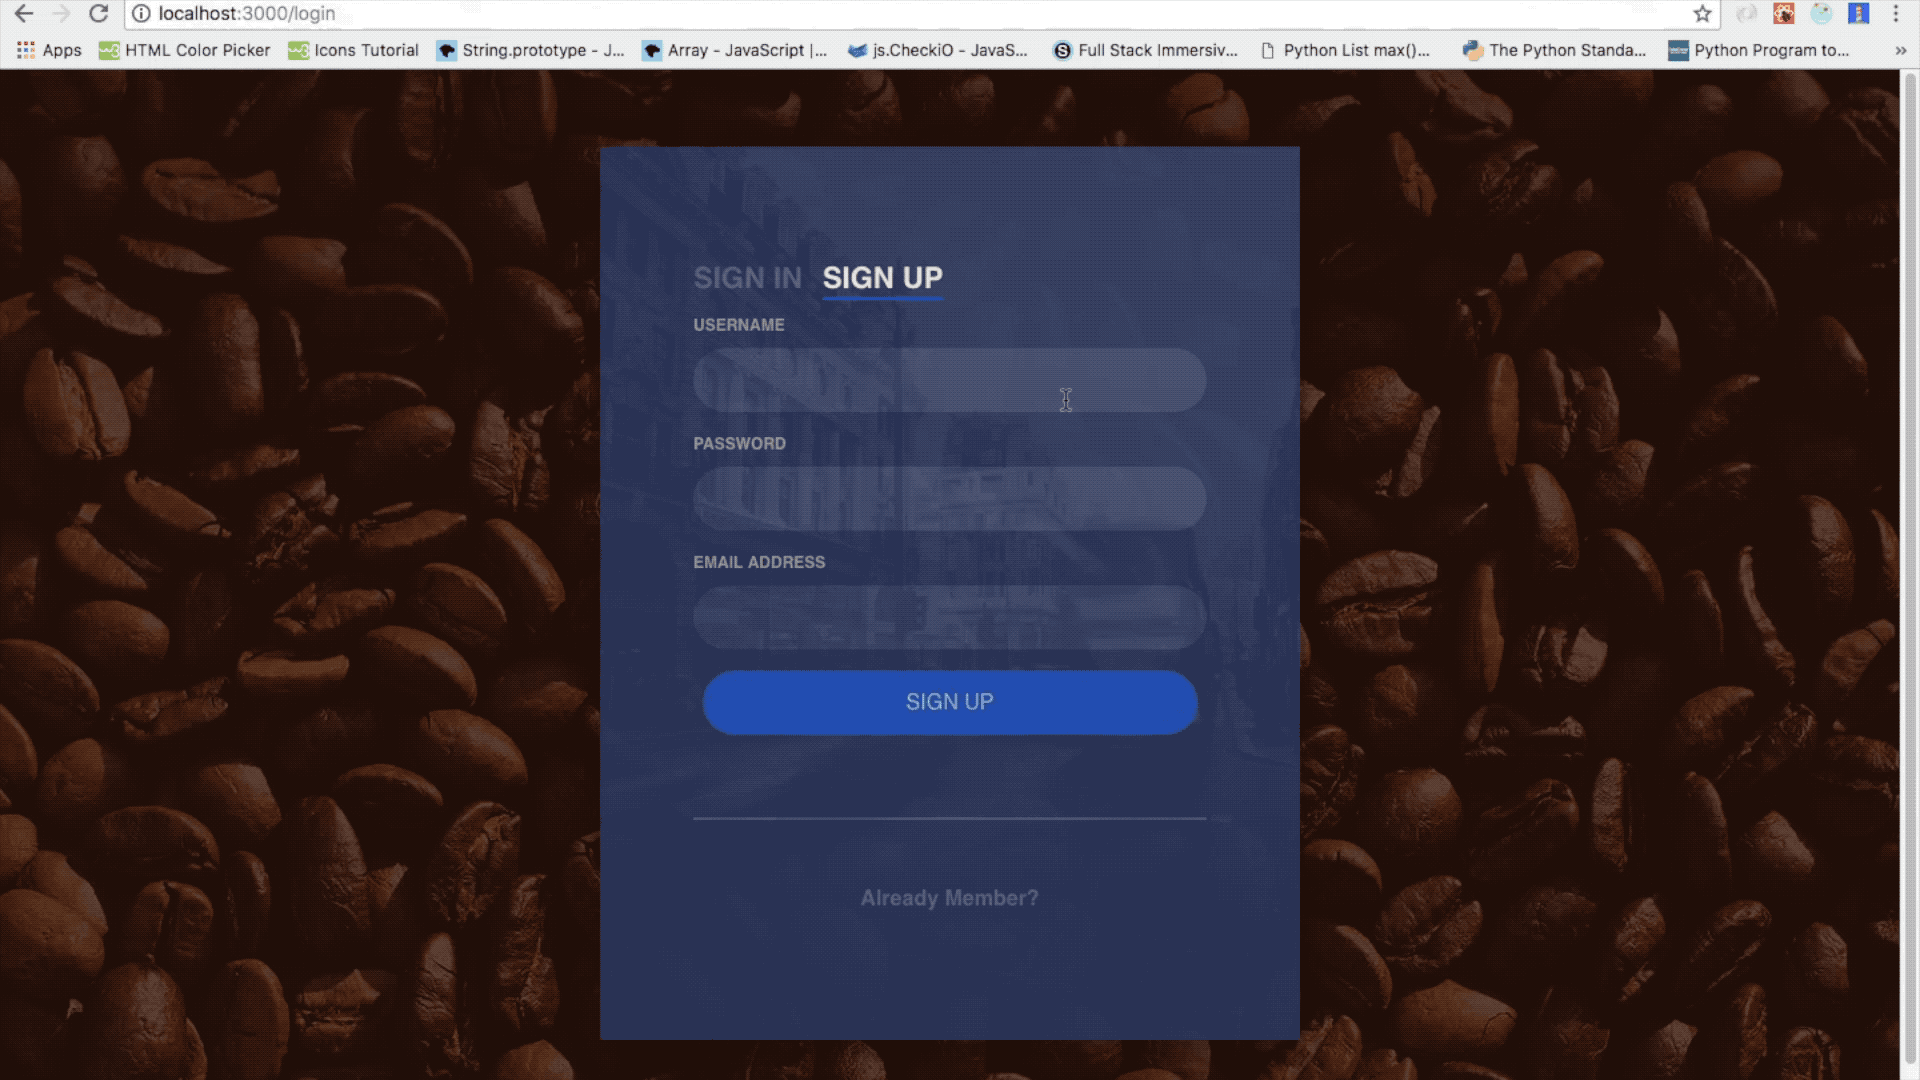 localhost:3000/login
Apps HTML Color Picker Icons Tutorial String.prototype - J... Array - JavaScript |... js.CheckiO - JavaS... Full Stack Immersiv... Python List max()... The Python Standa... Python Program to... »
SIGN IN SIGN UP
USERNAME
PASSWORD
EMAIL ADDRESS
SIGN UP
Already Member?